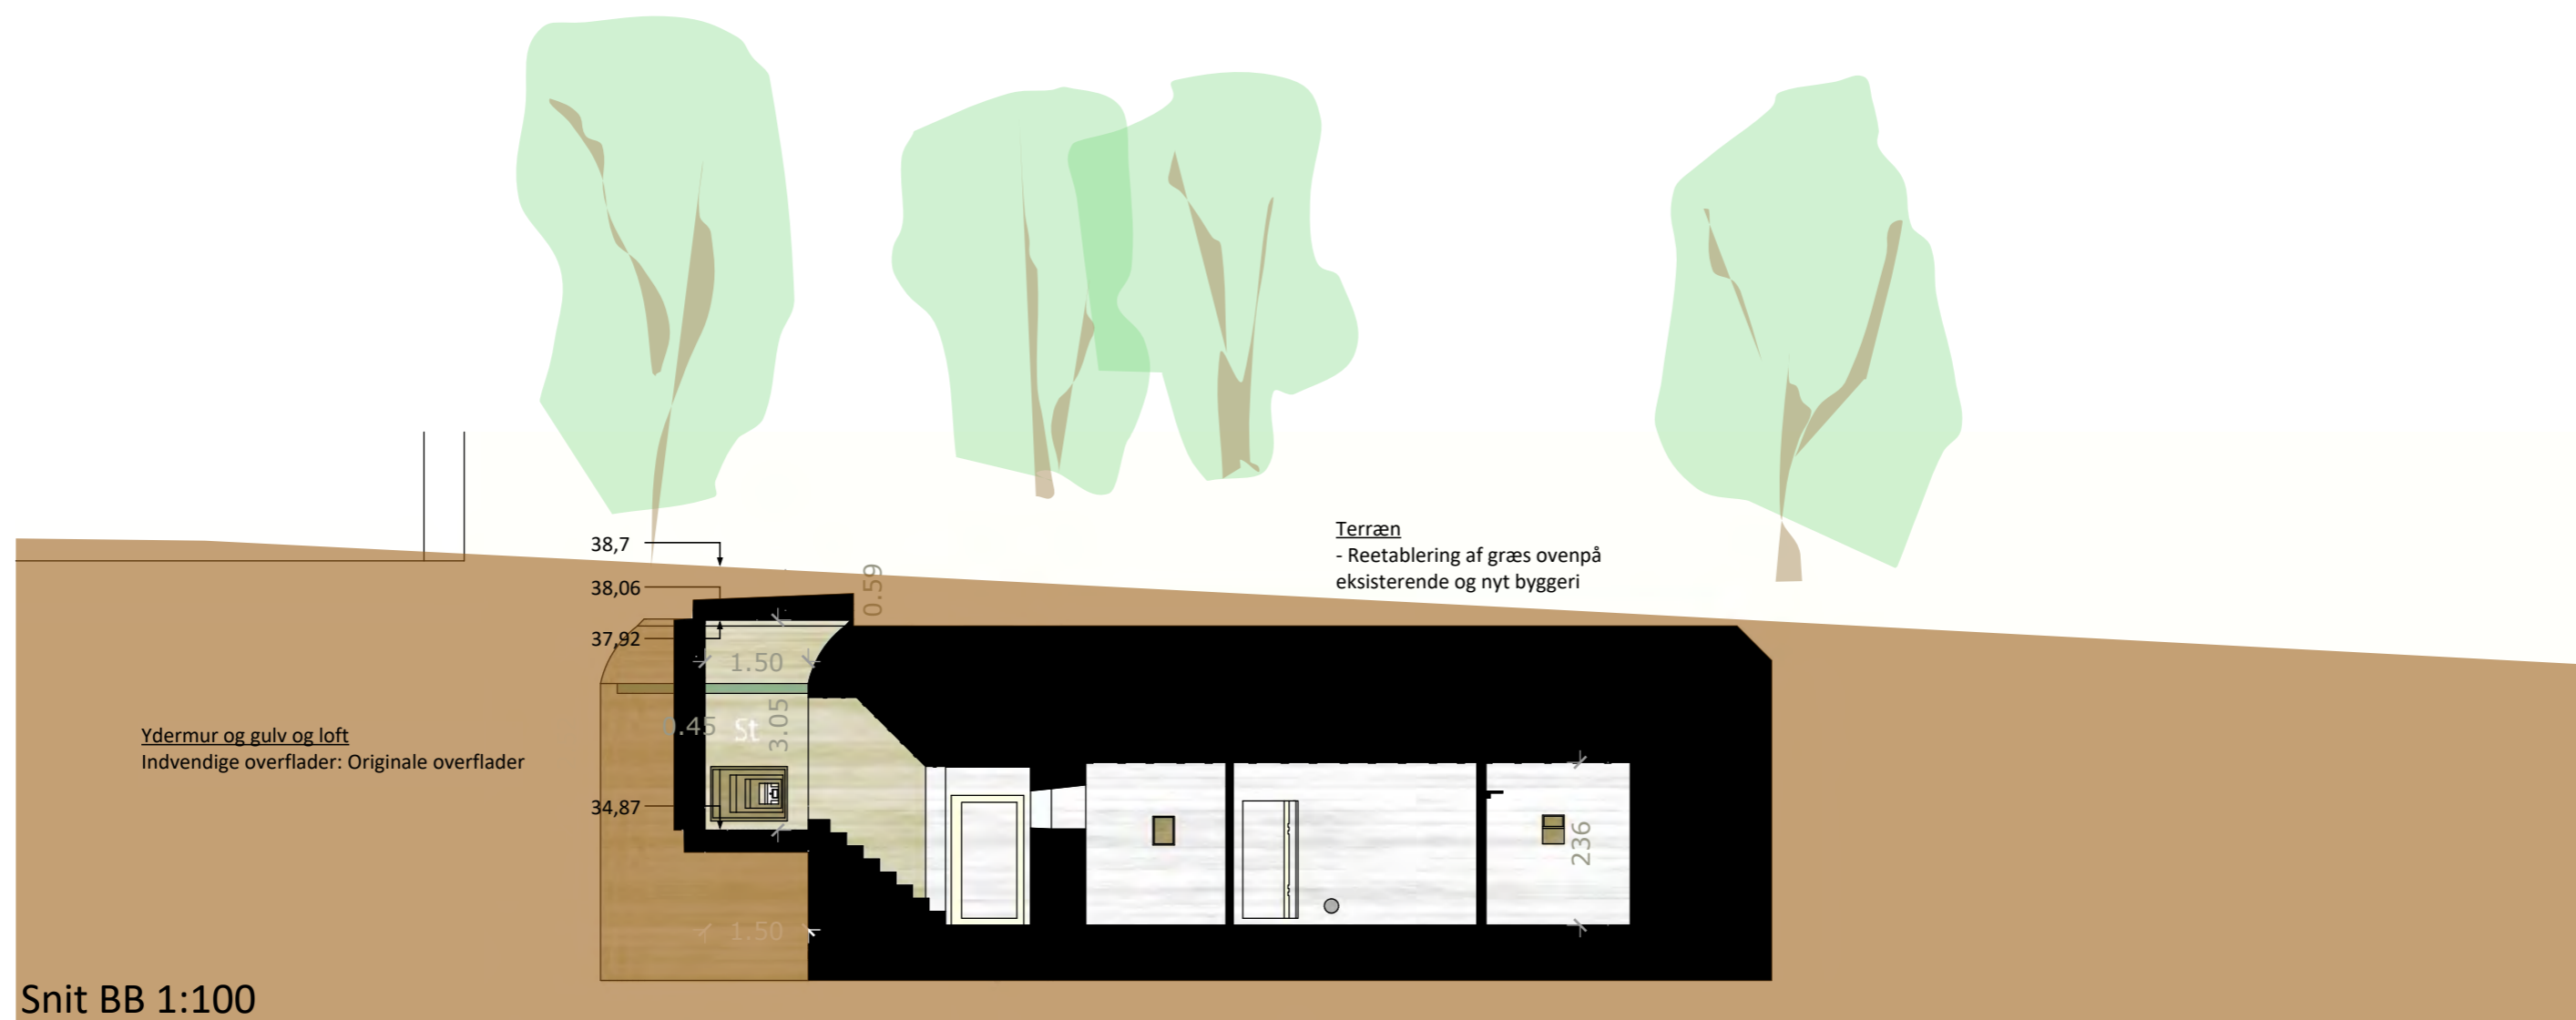 38,7
Terræn
- Reetablering af græs ovenpå
eksisterende og nyt byggeri
38,06
0.59
37,92
1.50
3.05
0.45
St
Ydermur og gulv og loft
Indvendige overflader: Originale overflader
34,87
236
1.50
Snit BB 1:100